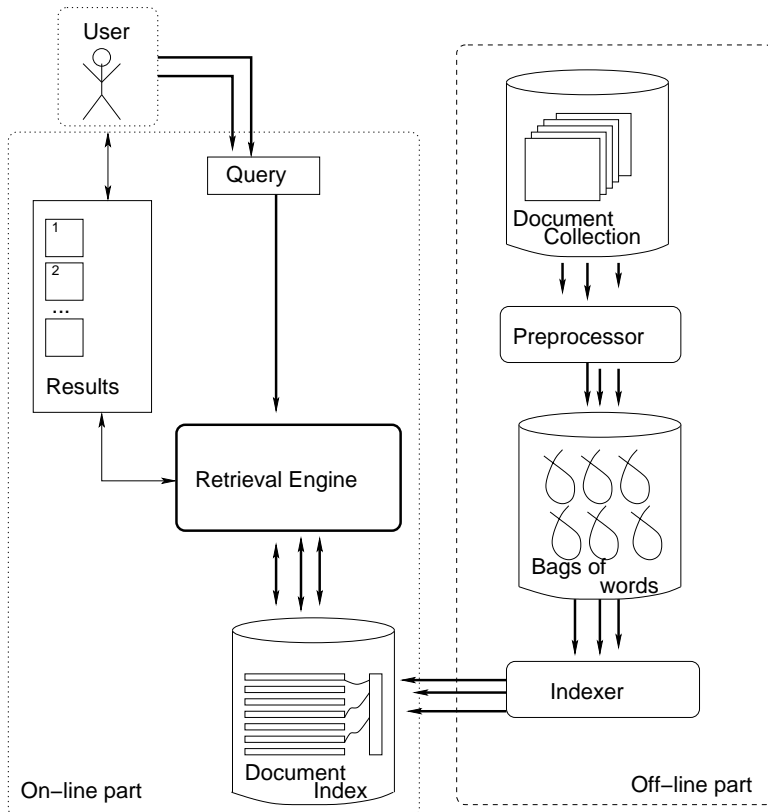 User
Query
1
2
...
Results
Retrieval Engine
Document
Index
On–line part
Document
Collection
Preprocessor
Bags of
words
Indexer
Off–line part